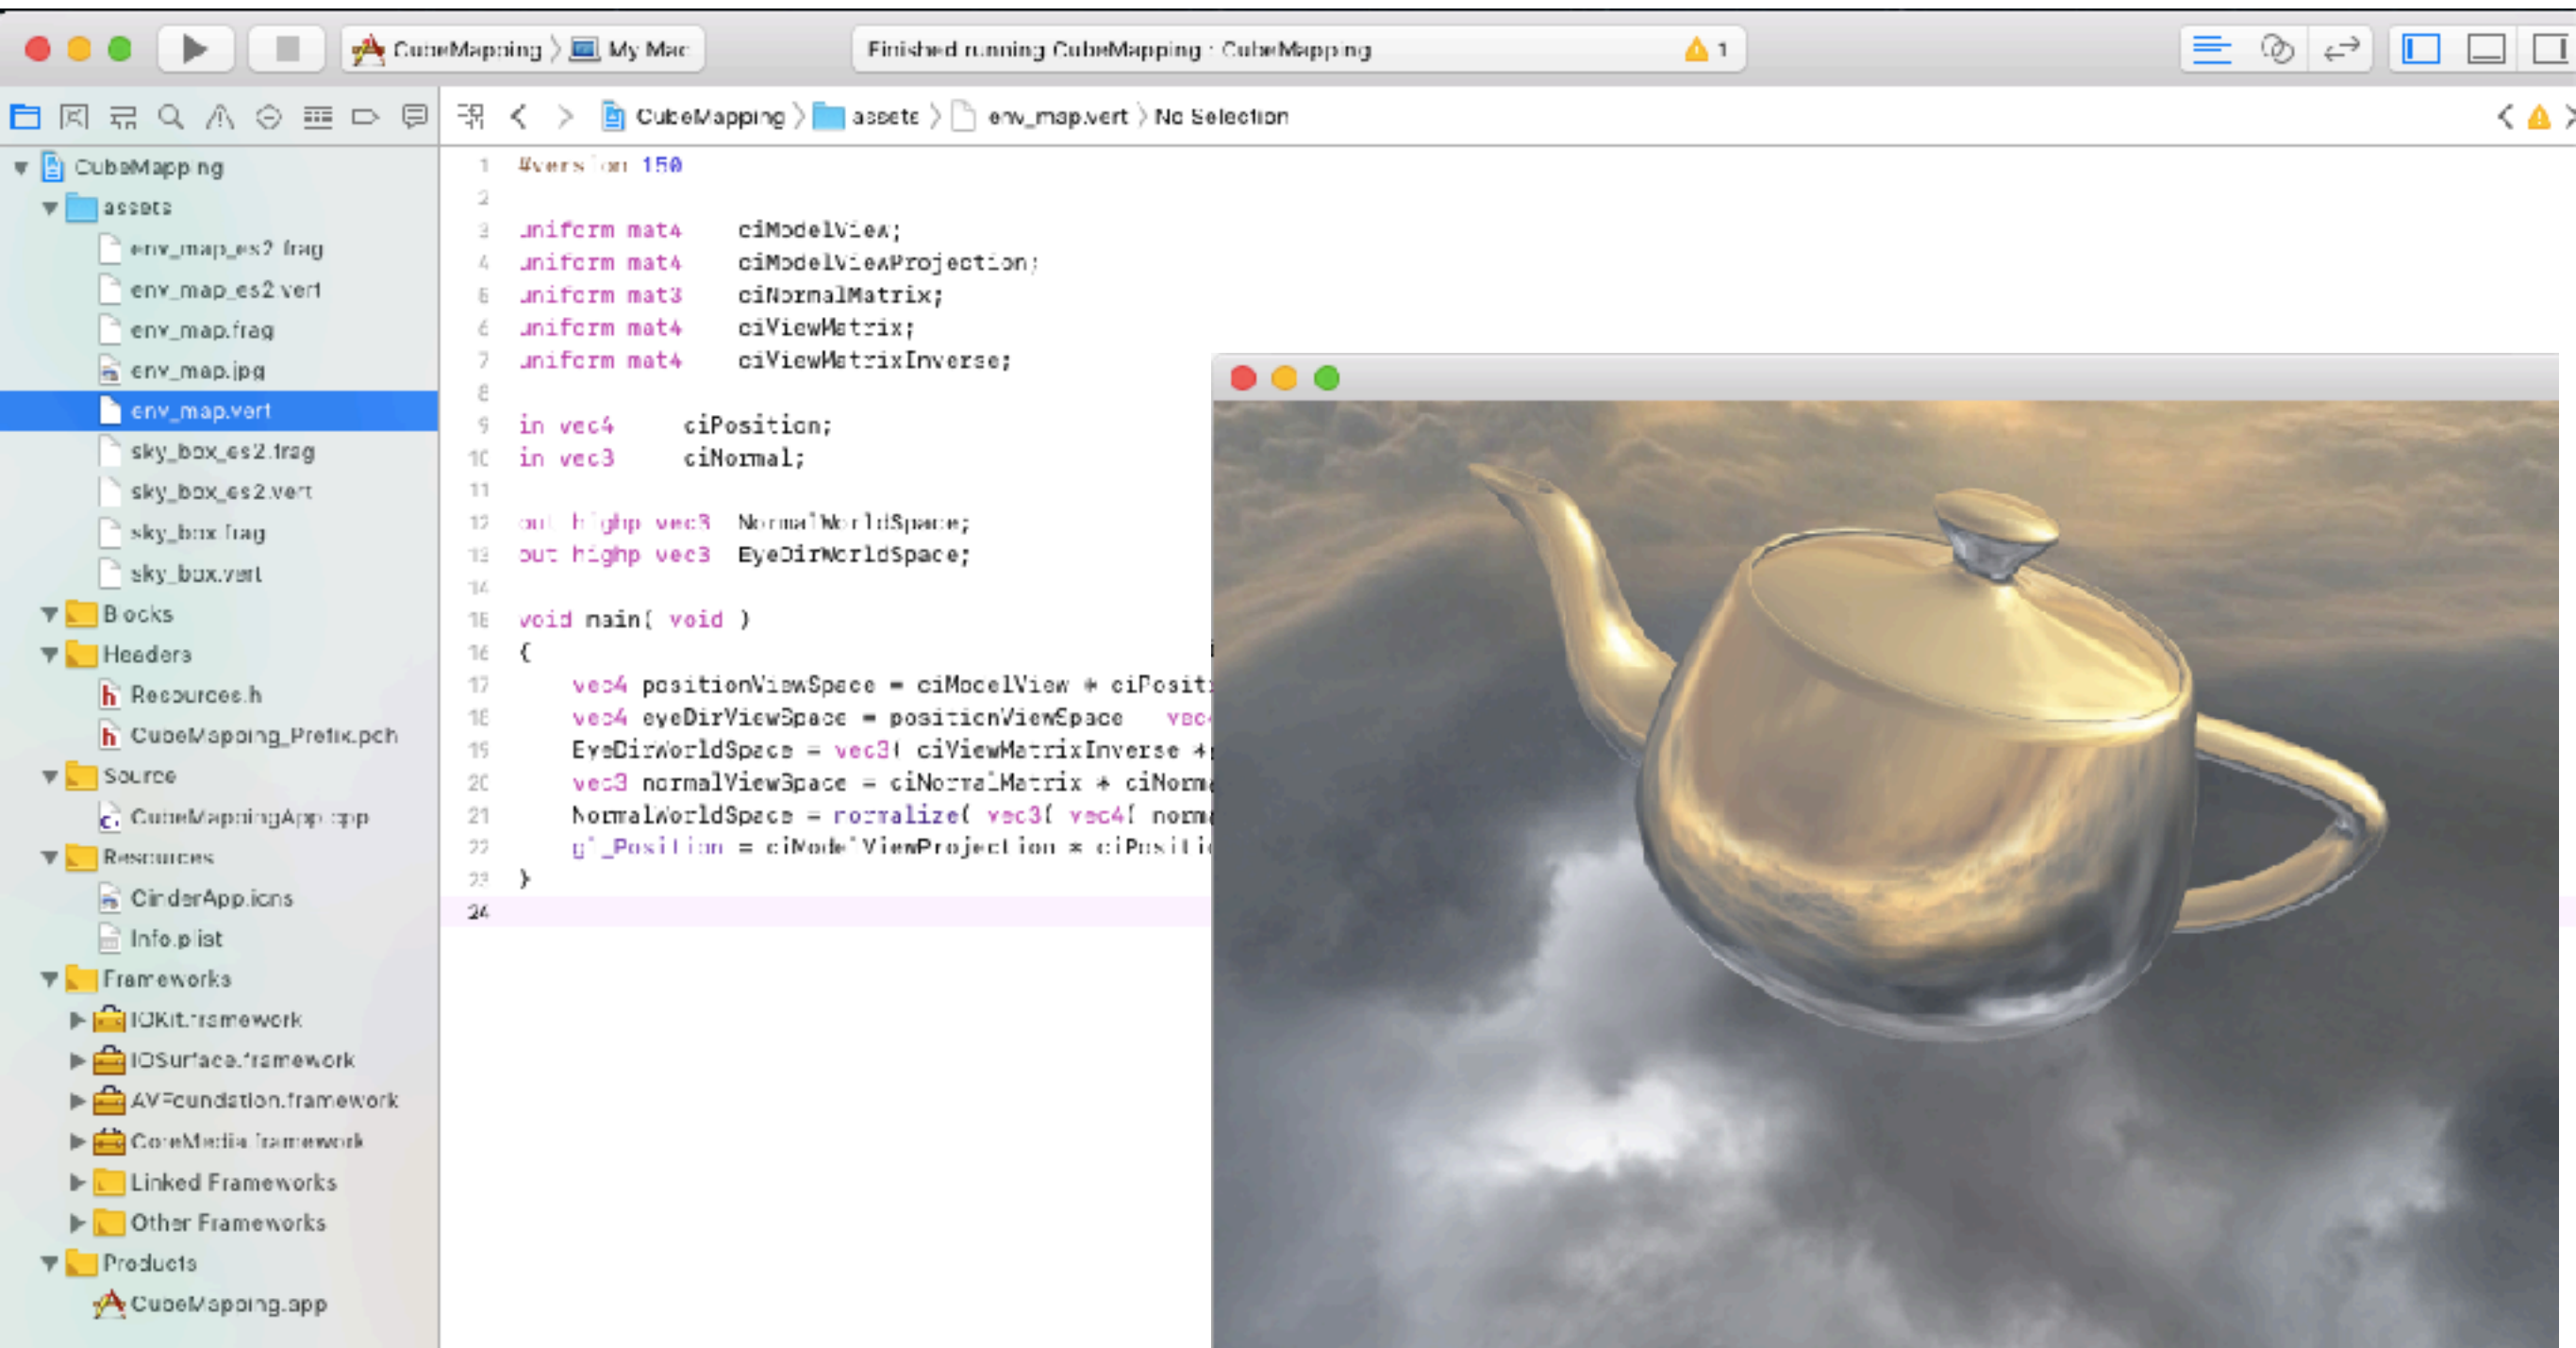 CubeMapping
My Mac
Finished running CubeMapping : CubeMapping
1
CubeMapping
assets
env_map.vert
No Selection
CubeMapping
assets
env_map_es2.frag
env_map_es2.vert
env_map.frag
env_map.jpg
env_map.vert
sky_box_es2.frag
sky_box_es2.vert
sky_box.frag
sky_box.vert
Blocks
Headers
Resources.h
CubeMapping_Prefix.pch
Source
CubeMappingApp.cpp
Resources
CinderApp.icns
Info.plist
Frameworks
IOKit.framework
IOSurface.framework
AVFoundation.framework
CoreMedia.framework
Linked Frameworks
Other Frameworks
Products
CubeMapping.app
1 #version 150
2
3 uniform mat4 ciModelView;
4 uniform mat4 ciModelViewProjection;
5 uniform mat3 ciNormalMatrix;
6 uniform mat4 ciViewMatrix;
7 uniform mat4 ciViewMatrixInverse;
8
9 in vec4 ciPosition;
10 in vec3 ciNormal;
11
12 out highp vec3 NormalWorldSpace;
13 out highp vec3 EyeDirWorldSpace;
14
15 void main( void )
16 {
17 vec4 positionViewSpace = ciModelView * ciPositi
18 vec4 eyeDirViewSpace = positionViewSpace vec4
19 EyeDirWorldSpace = vec3( ciViewMatrixInverse *
20 vec3 normalViewSpace = ciNormalMatrix * ciNorma
21 NormalWorldSpace = normalize( vec3( vec4( norma
22 gl_Position = ciModelViewProjection * ciPositio
23 }
24